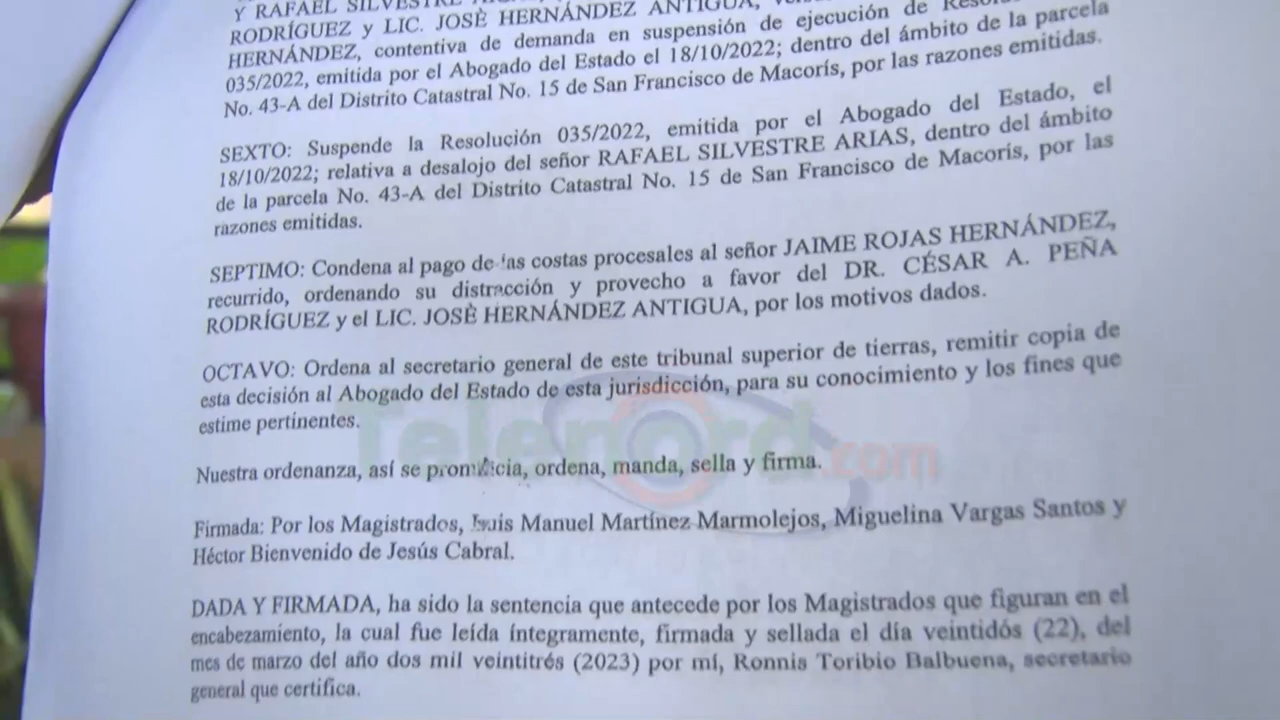 Y RAFAEL SILVESTRE
RODRÍGUEZ y LIC. JOSÈ HERNÁNDEZ ANTIGUA,
HERNÁNDEZ, contentiva de demanda en suspensión de ejecución de
035/2022, emitida por el Abogado del Estado el 18/10/2022; dentro del ámbito de la parcela
No. 43-A del Distrito Catastral No. 15 de San Francisco de Macorís, por las razones emitidas.
SEXTO: Suspende la Resolución 035/2022, emitida por el Abogado del Estado, el
18/10/2022; relativa a desalojo del señor RAFAEL SILVESTRE ARIAS, dentro del ámbito
de la parcela No. 43-A del Distrito Catastral No. 15 de San Francisco de Macorís, por las
razones emitidas.
SEPTIMO: Condena al pago de las costas procesales al señor JAIME ROJAS HERNÁNDEZ,
recurrido, ordenando su distracción y provecho a favor del DR. CÉSAR A. PEÑA
RODRÍGUEZ y el LIC. JOSÈ HERNÁNDEZ ANTIGUA, por los motivos dados.
OCTAVO: Ordena al secretario general de este tribunal superior de tierras, remitir copia de
esta decisión al Abogado del Estado de esta jurisdicción, para su conocimiento y los fines que
estime pertinentes.
Telenord.com
Nuestra ordenanza, así se pronuncia, ordena, manda, sella y firma.
Firmada: Por los Magistrados, Luis Manuel Martínez Marmolejos, Miguelina Vargas Santos y
Héctor Bienvenido de Jesús Cabral.
DADA Y FIRMADA, ha sido la sentencia que antecede por los Magistrados que figuran en el
encabezamiento, la cual fue leída íntegramente, firmada y sellada el día veintidós (22), del
mes de marzo del año dos mil veintitrés (2023) por mí, Ronnis Toribio Balbuena, secretario
general que certifica.